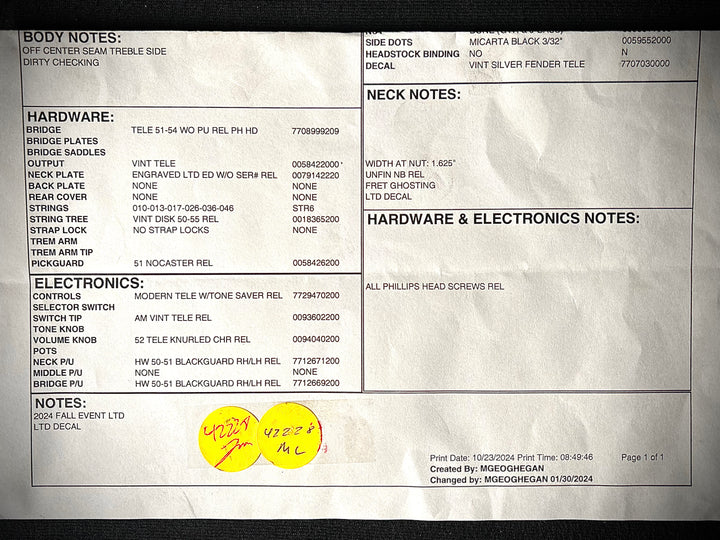 BODY NOTES:
OFF CENTER SEAM TREBLE SIDE
DIRTY CHECKING
SIDE DOTS MICARTA BLACK 3/32" 0059552000
HEADSTOCK BINDING NO N
DECAL VINT SILVER FENDER TELE 7707030000
NECK NOTES:
WIDTH AT NUT: 1.625"
UNFIN NB REL
FRET GHOSTING
LTD DECAL
HARDWARE:
BRIDGE TELE 51-54 WO PU REL PH HD 7708999209
BRIDGE PLATES
BRIDGE SADDLES
OUTPUT VINT TELE 0058422000
NECK PLATE ENGRAVED LTD ED W/O SER# REL 0079142220
BACK PLATE NONE NONE
REAR COVER NONE NONE
STRINGS 010-013-017-026-036-046 STR6
STRING TREE VINT DISK 50-55 REL 0018365200
STRAP LOCK NO STRAP LOCKS NONE
TREM ARM
TREM ARM TIP
PICKGUARD 51 NOCASTER REL 0058426200
HARDWARE & ELECTRONICS NOTES:
ALL PHILLIPS HEAD SCREWS REL
ELECTRONICS:
CONTROLS MODERN TELE W/TONE SAVER REL 7729470200
SELECTOR SWITCH
SWITCH TIP AM VINT TELE REL 0093602200
TONE KNOB
VOLUME KNOB 52 TELE KNURLED CHR REL 0094040200
POTS
NECK P/U HW 50-51 BLACKGUARD RH/LH REL 7712671200
MIDDLE P/U NONE NONE
BRIDGE P/U HW 50-51 BLACKGUARD RH/LH REL 7712669200
NOTES:
2024 FALL EVENT LTD
LTD DECAL
42228
42228
MC
Print Date: 10/23/2024 Print Time: 08:49:46 Page 1 of 1
Created By: MGEOGHEGAN
Changed by: MGEOGHEGAN 01/30/2024